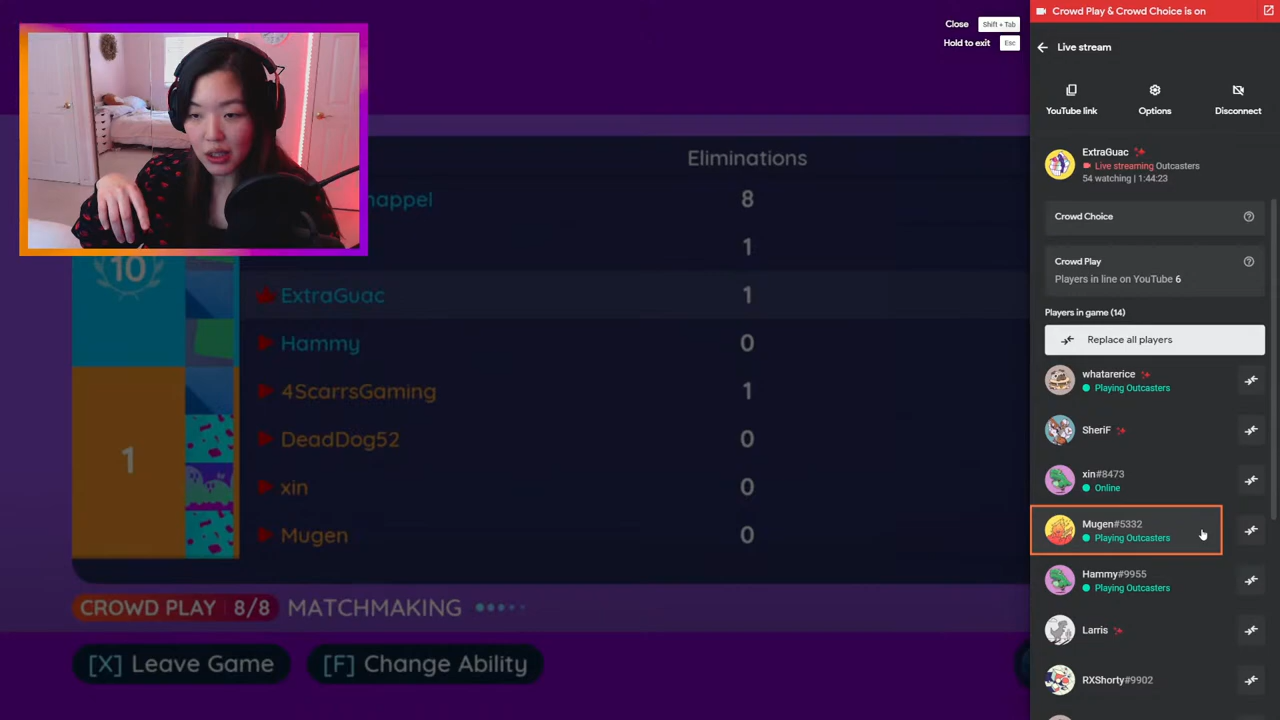 Close Shift + Tab
Hold to exit Esc
Eliminations
8
1
ExtraGuac 1
Hammy 0
4ScarrsGaming 1
DeadDog52 0
xin 0
Mugen 0
10
1
CROWD PLAY 8/8 MATCHMAKING
[X] Leave Game [F] Change Ability
Crowd Play & Crowd Choice is on
Live stream
YouTube link Options Disconnect
ExtraGuac
Live streaming Outcasters
54 watching | 1:44:23
Crowd Choice
Crowd Play
Players in line on YouTube 6
Players in game (14)
Replace all players
whatarerice
Playing Outcasters
SheriF
xin#8473
Online
Mugen#5332
Playing Outcasters
Hammy#9955
Playing Outcasters
Larris
RXShorty#9902